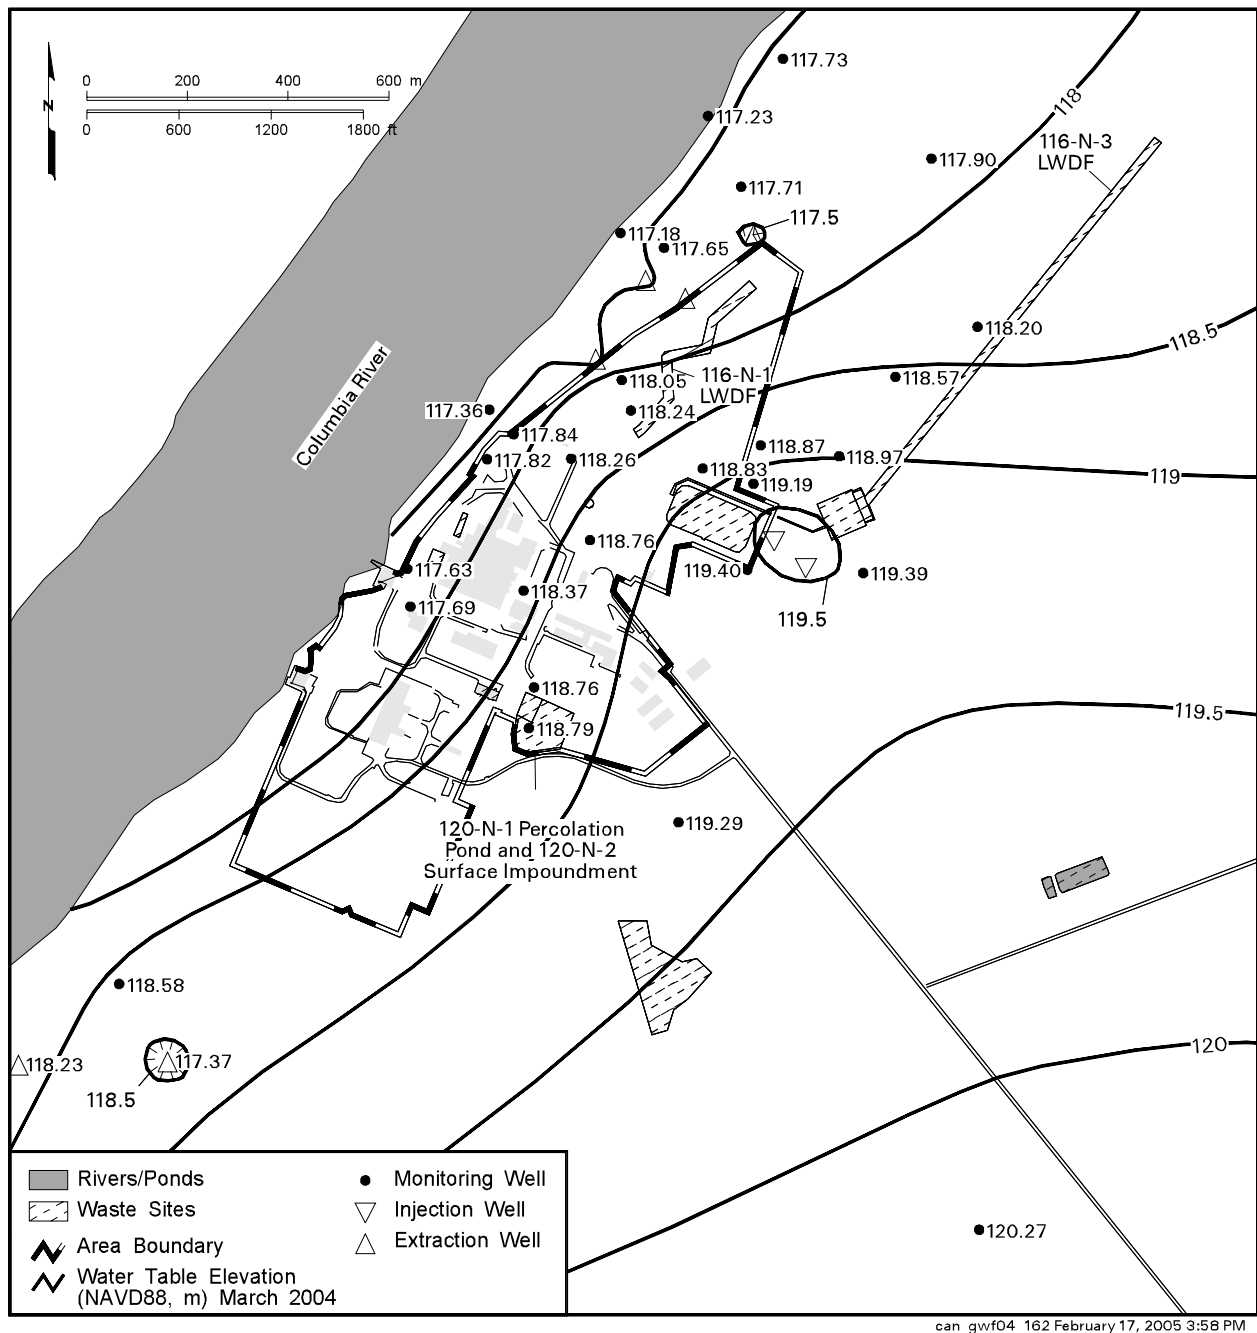 0 200 400 600 m
N
0 600 1200 1800 ft
117.73
117.23
118
116-N-3
LWDF
117.90
117.71
117.5
117.18
117.65
118.20
118.5
Columbia River
118.05
116-N-1
LWDF
118.57
117.36
118.24
117.84
118.87
117.82
118.26
118.83
118.97
119
119.19
118.76
117.63
119.40
119.39
118.37
117.69
119.5
118.76
119.5
118.79
119.29
120-N-1 Percolation
Pond and 120-N-2
Surface Impoundment
118.58
120
118.23
117.37
118.5
Rivers/Ponds
Waste Sites
Area Boundary
Water Table Elevation
(NAVD88, m) March 2004
Monitoring Well
Injection Well
Extraction Well
120.27
can_gwf04_162 February 17, 2005 3:58 PM